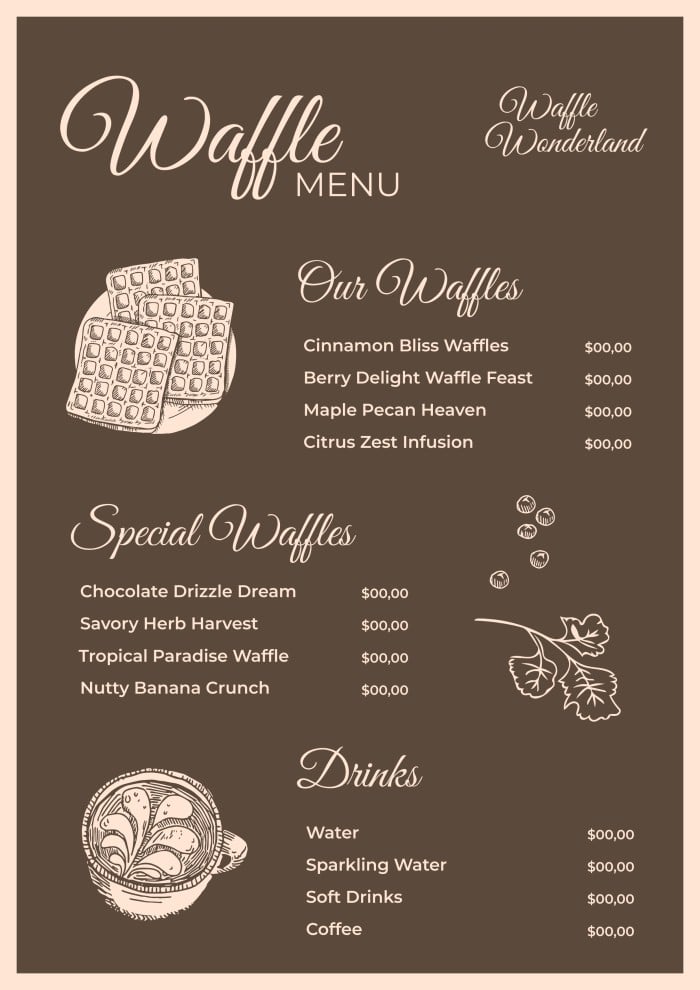 Waffle
MENU
Waffle
Wonderland
Our Waffles
Cinnamon Bliss Waffles $00,00
Berry Delight Waffle Feast $00,00
Maple Pecan Heaven $00,00
Citrus Zest Infusion $00,00
Special Waffles
Chocolate Drizzle Dream $00,00
Savory Herb Harvest $00,00
Tropical Paradise Waffle $00,00
Nutty Banana Crunch $00,00
Drinks
Water $00,00
Sparkling Water $00,00
Soft Drinks $00,00
Coffee $00,00